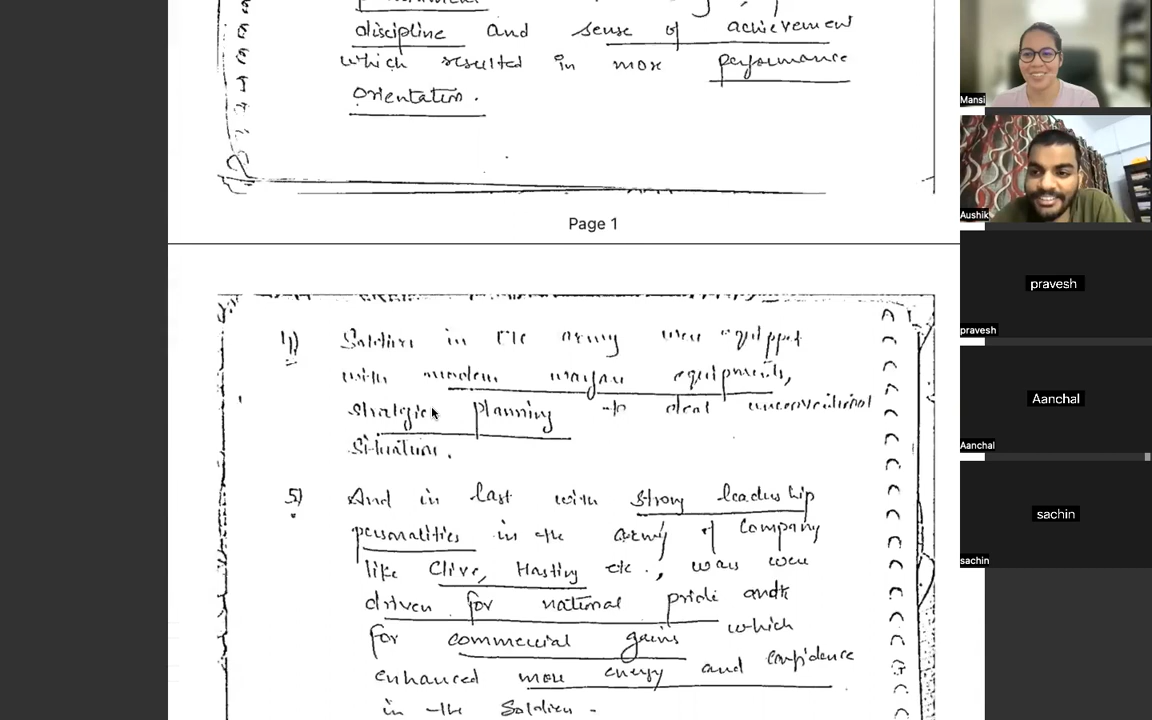 discipline and sense of achievement
which resulted in more performance
orientation.
Page 1
4) Soldiers in the army were equippet
with modern warfare equipments,
strategic planning to deal unconventional
situation.
5) And in last with strong leadership
personalities in the army of Company
like Clive, Hasting etc., wars were
driven for national pride and
for commercial gains which
enhanced more energy and confidence
in the Soldiers.
Mansi
Aushik
pravesh
pravesh
Aanchal
Aanchal
sachin
sachin